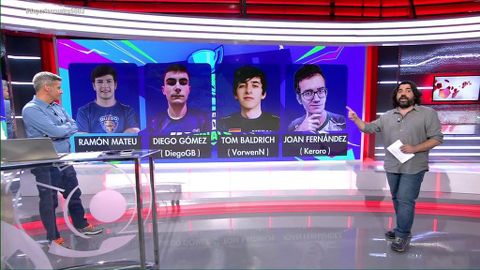 RAMÓN MATEU
DIEGO GÓMEZ
( DiegoGB )
TOM BALDRICH
( VorwenN )
JOAN FERNÁNDEZ
( Keroro )